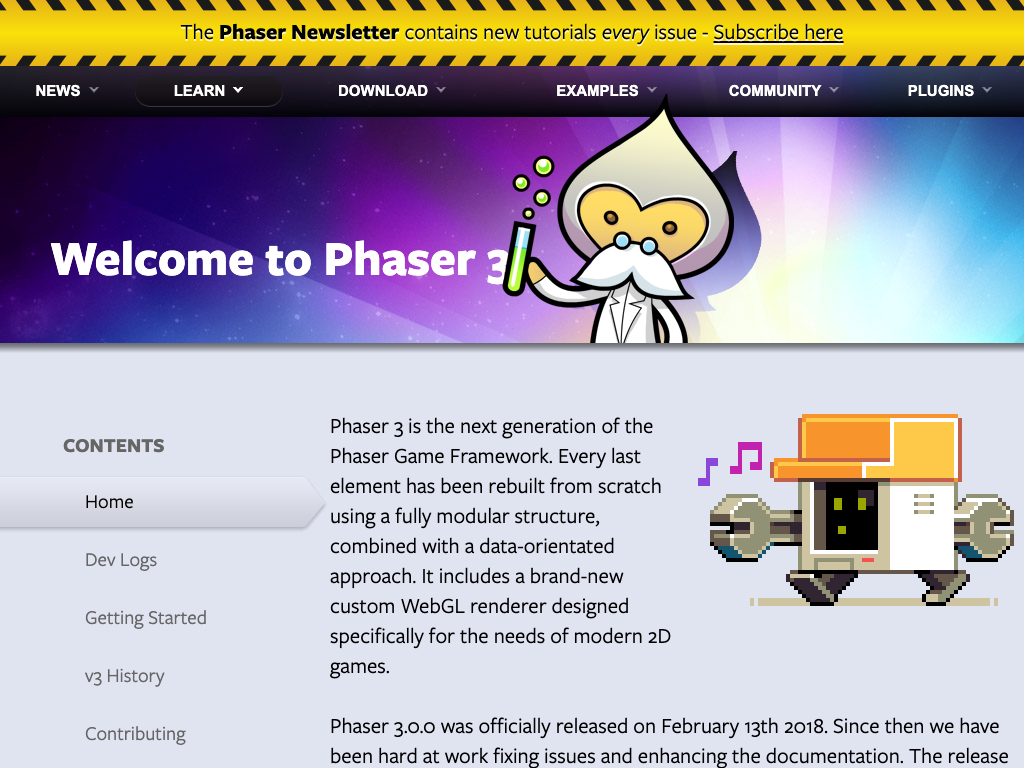 The Phaser Newsletter contains new tutorials every issue - Subscribe here
NEWS LEARN DOWNLOAD EXAMPLES COMMUNITY PLUGINS
Welcome to Phaser 3
CONTENTS
Home
Dev Logs
Getting Started
v3 History
Contributing
Phaser 3 is the next generation of the
Phaser Game Framework. Every last
element has been rebuilt from scratch
using a fully modular structure,
combined with a data-orientated
approach. It includes a brand-new
custom WebGL renderer designed
specifically for the needs of modern 2D
games.
Phaser 3.0.0 was officially released on February 13th 2018. Since then we have
been hard at work fixing issues and enhancing the documentation. The release